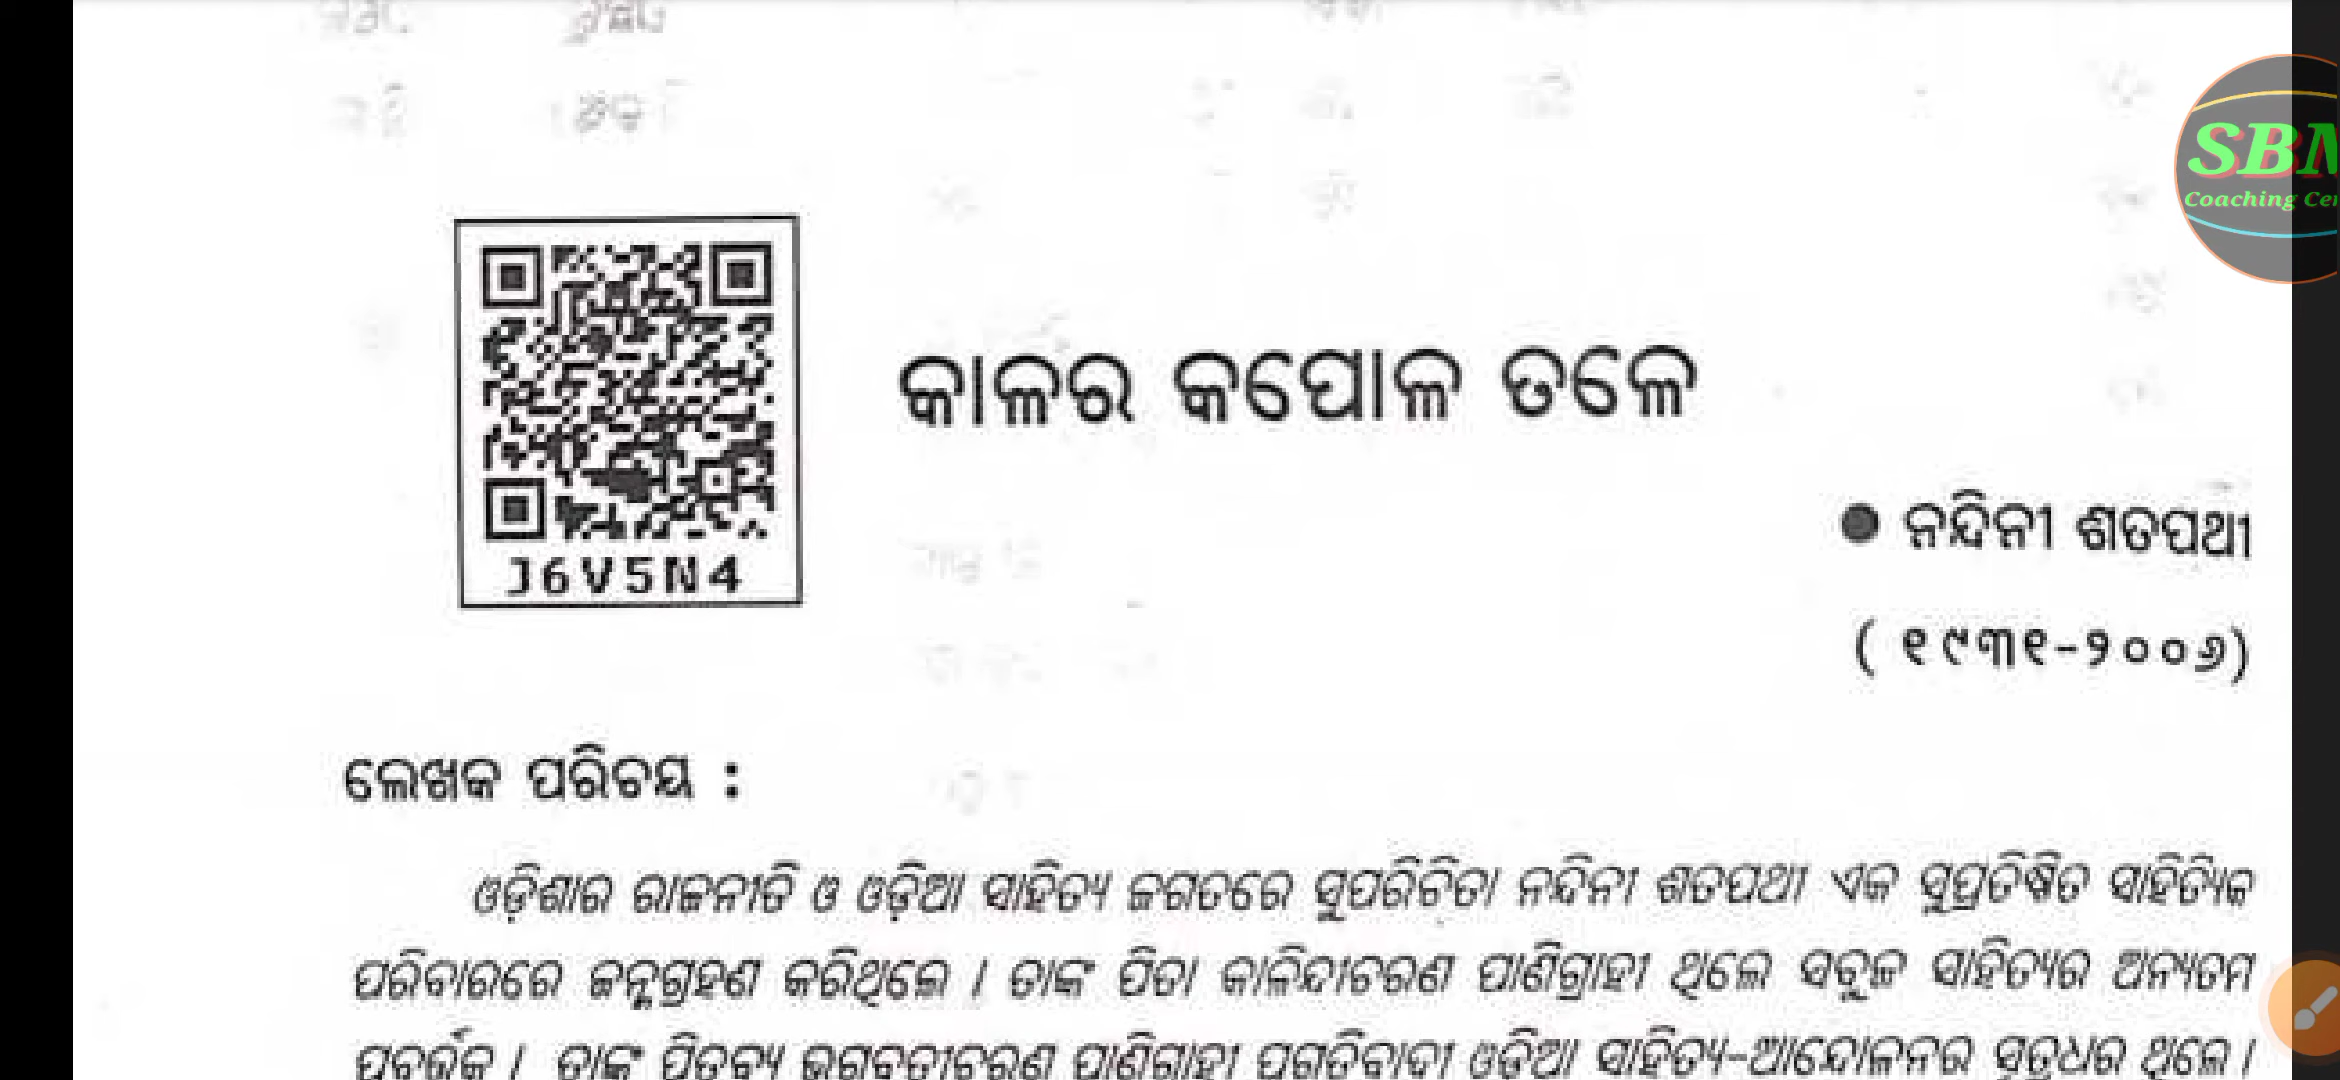 SBM
Coaching Cen
J6V5N4
କାଳର କପୋଳ ତଳେ
● ନନ୍ଦିନୀ ଶତପଥୀ
( ୧୯୩୧-୨୦୦୬)
ଲେଖକ ପରିଚୟ :
ଓଡ଼ିଶାର ରାଜନୀତି ଓ ଓଡ଼ିଆ ସାହିତ୍ୟ ଜଗତରେ ସୁପରିଚିତା ନନ୍ଦିନୀ ଶତପଥୀ ଏକ ସୁପ୍ରତିଷ୍ଠିତ ସାହିତ୍ୟିକ
ପରିବାରରେ ଜନ୍ମଗ୍ରହଣ କରିଥିଲେ । ତାଙ୍କ ପିତା କାଳିନ୍ଦୀଚରଣ ପାଣିଗ୍ରାହୀ ଥିଲେ ସବୁଜ ସାହିତ୍ୟର ଅନ୍ୟତମ
ପ୍ରବର୍ତ୍ତକ । ତାଙ୍କ ପିତୃବ୍ୟ ଭଗବତୀଚରଣ ପାଣିଗ୍ରାହୀ ପ୍ରଗତିବାଦୀ ଓଡ଼ିଆ ସାହିତ୍ୟ-ଆନ୍ଦୋଳନର ସୂତ୍ରଧର ଥିଲେ ।